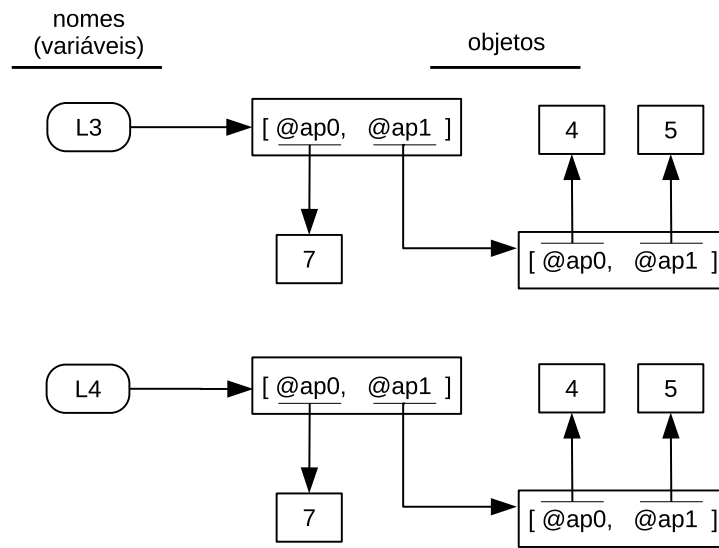 nomes
(variáveis)
objetos
L3
[ @ap0, @ap1 ]
4
5
7
[ @ap0, @ap1 ]
L4
[ @ap0, @ap1 ]
4
5
7
[ @ap0, @ap1 ]